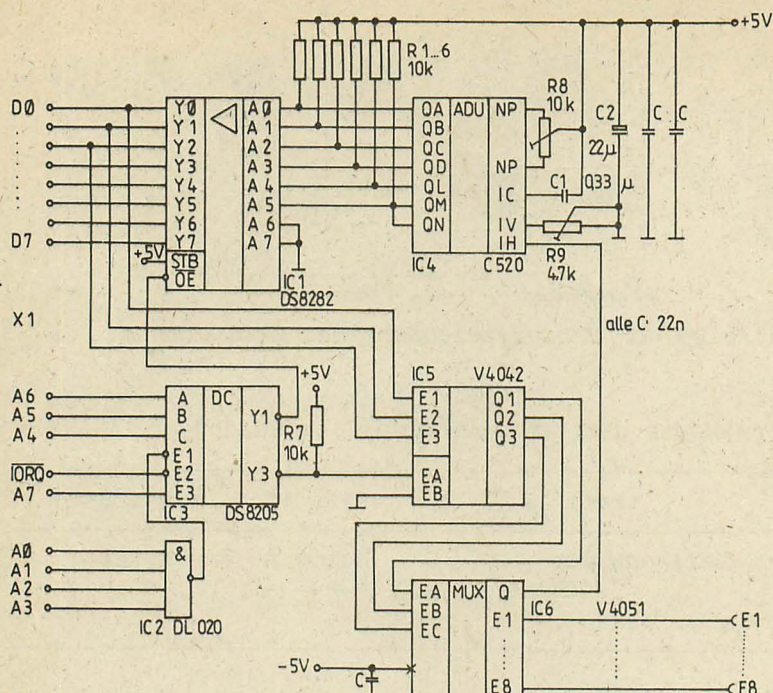 +5V
R 1...6
10k
R8
10k
C2
22µ
C
C
D0
D7
Y0
Y1
Y2
Y3
Y4
Y5
Y6
Y7
STB
OE
A0
A1
A2
A3
A4
A5
A6
A7
IC1
DS8282
+5V
QA
QB
QC
QD
QL
QM
QN
ADU
NP
NP
IC
IV
IH
IC4
C520
C1 0,33 µ
R9
4,7k
alle C 22n
X1
A6
A5
A4
IORQ
A7
A
B
C
E1
E2
E3
DC
Y1
Y3
IC3
DS8205
+5V
R7
10k
IC5
V4042
E1
E2
E3
EA
EB
Q1
Q2
Q3
A0
A1
A2
A3
&
IC2 DL 020
EA
EB
EC
MUX
Q
E1
E8
IC6
V4051
E1
E8
-5V
C